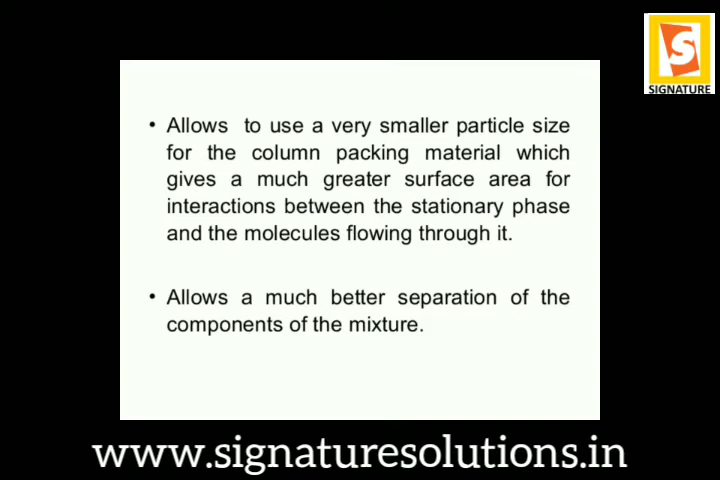 SIGNATURE
• Allows to use a very smaller particle size
for the column packing material which
gives a much greater surface area for
interactions between the stationary phase
and the molecules flowing through it.
• Allows a much better separation of the
components of the mixture.
www.signaturesolutions.in